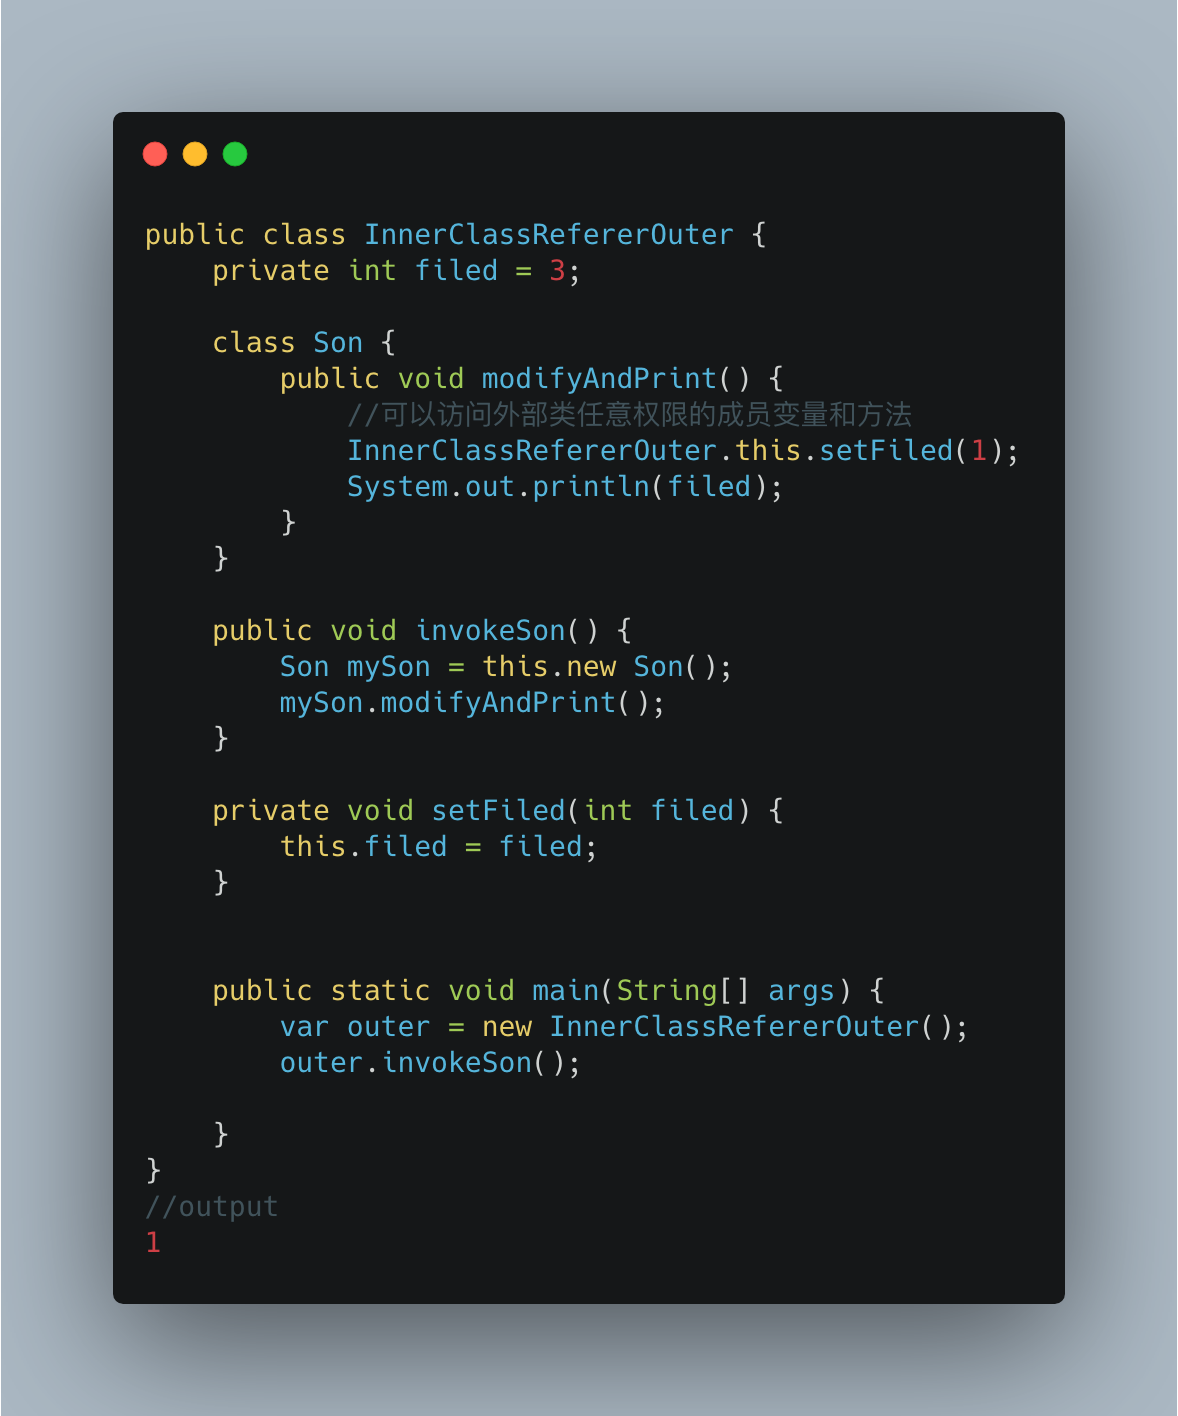 public class InnerClassRefererOuter {
    private int filed = 3;

    class Son {
        public void modifyAndPrint() {
            //可以访问外部类任意权限的成员变量和方法
            InnerClassRefererOuter.this.setFiled(1);
            System.out.println(filed);
        }
    }

    public void invokeSon() {
        Son mySon = this.new Son();
        mySon.modifyAndPrint();
    }

    private void setFiled(int filed) {
        this.filed = filed;
    }


    public static void main(String[] args) {
        var outer = new InnerClassRefererOuter();
        outer.invokeSon();

    }
}
//output
1